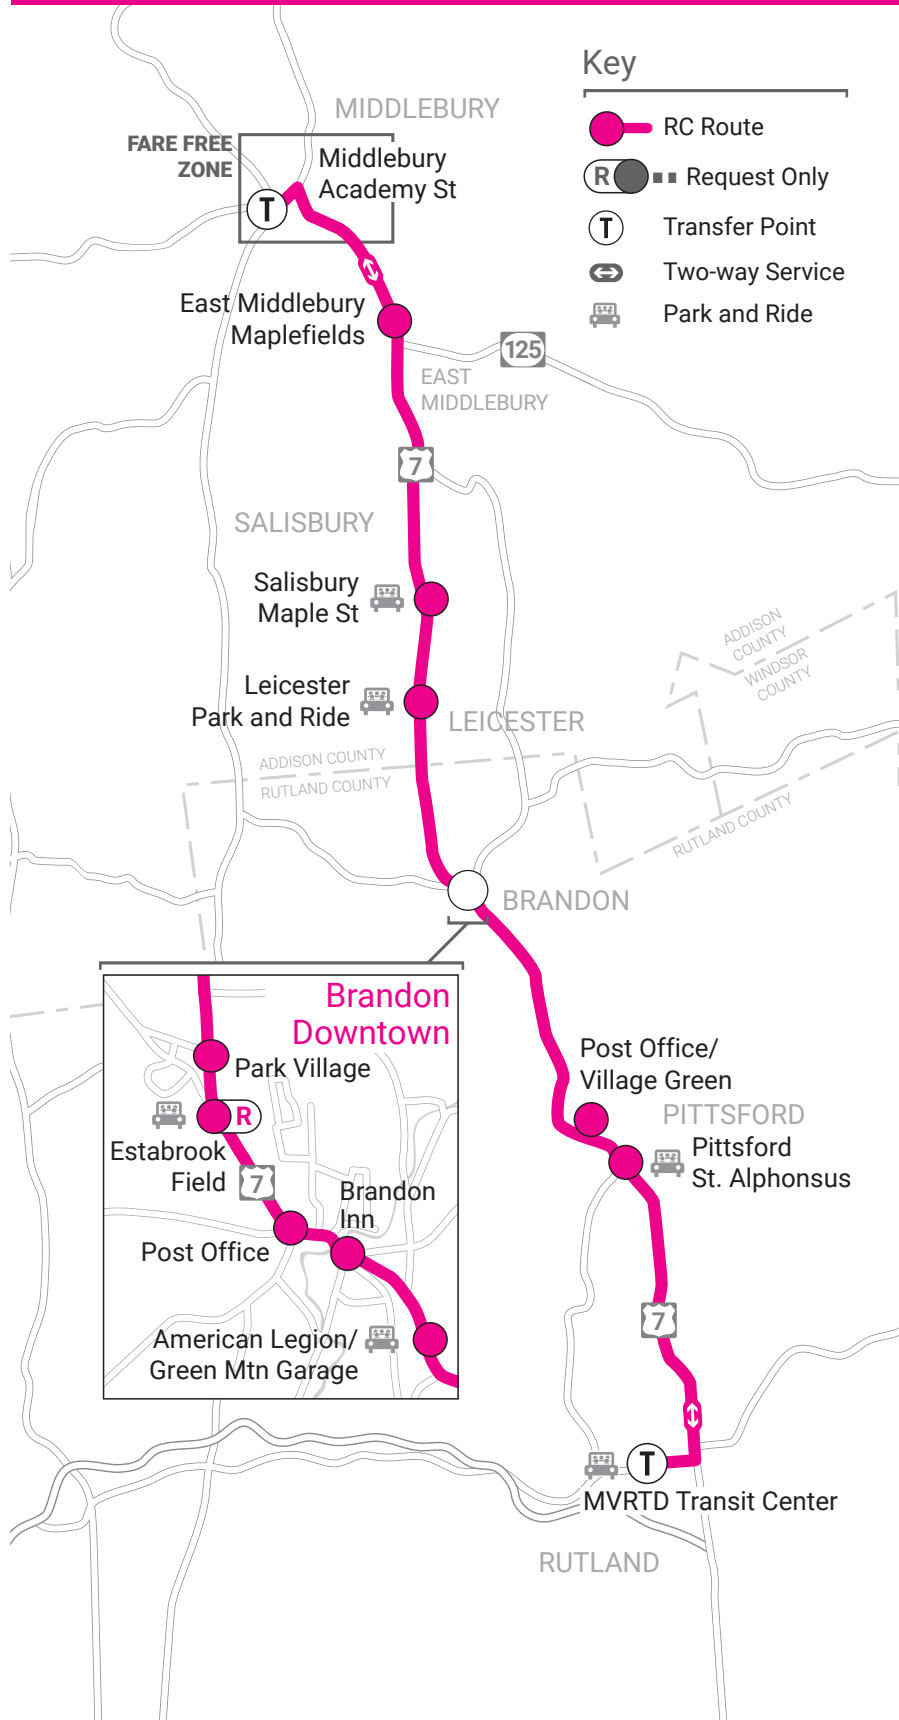 Key
RC Route
R
Request Only
T
Transfer Point
Two-way Service
Park and Ride
MIDDLEBURY
FARE FREE
ZONE
Middlebury
Academy St
T
East Middlebury
Maplefields
125
EAST
MIDDLEBURY
7
SALISBURY
Salisbury
Maple St
ADDISON
COUNTY
WINDSOR
COUNTY
Leicester
Park and Ride
LEICESTER
ADDISON COUNTY
RUTLAND COUNTY
RUTLAND COUNTY
BRANDON
Brandon
Downtown
Park Village
R
Estabrook
Field
7
Brandon
Inn
Post Office
American Legion/
Green Mtn Garage
Post Office/
Village Green
PITTSFORD
Pittsford
St. Alphonsus
7
T
MVRTD Transit Center
RUTLAND